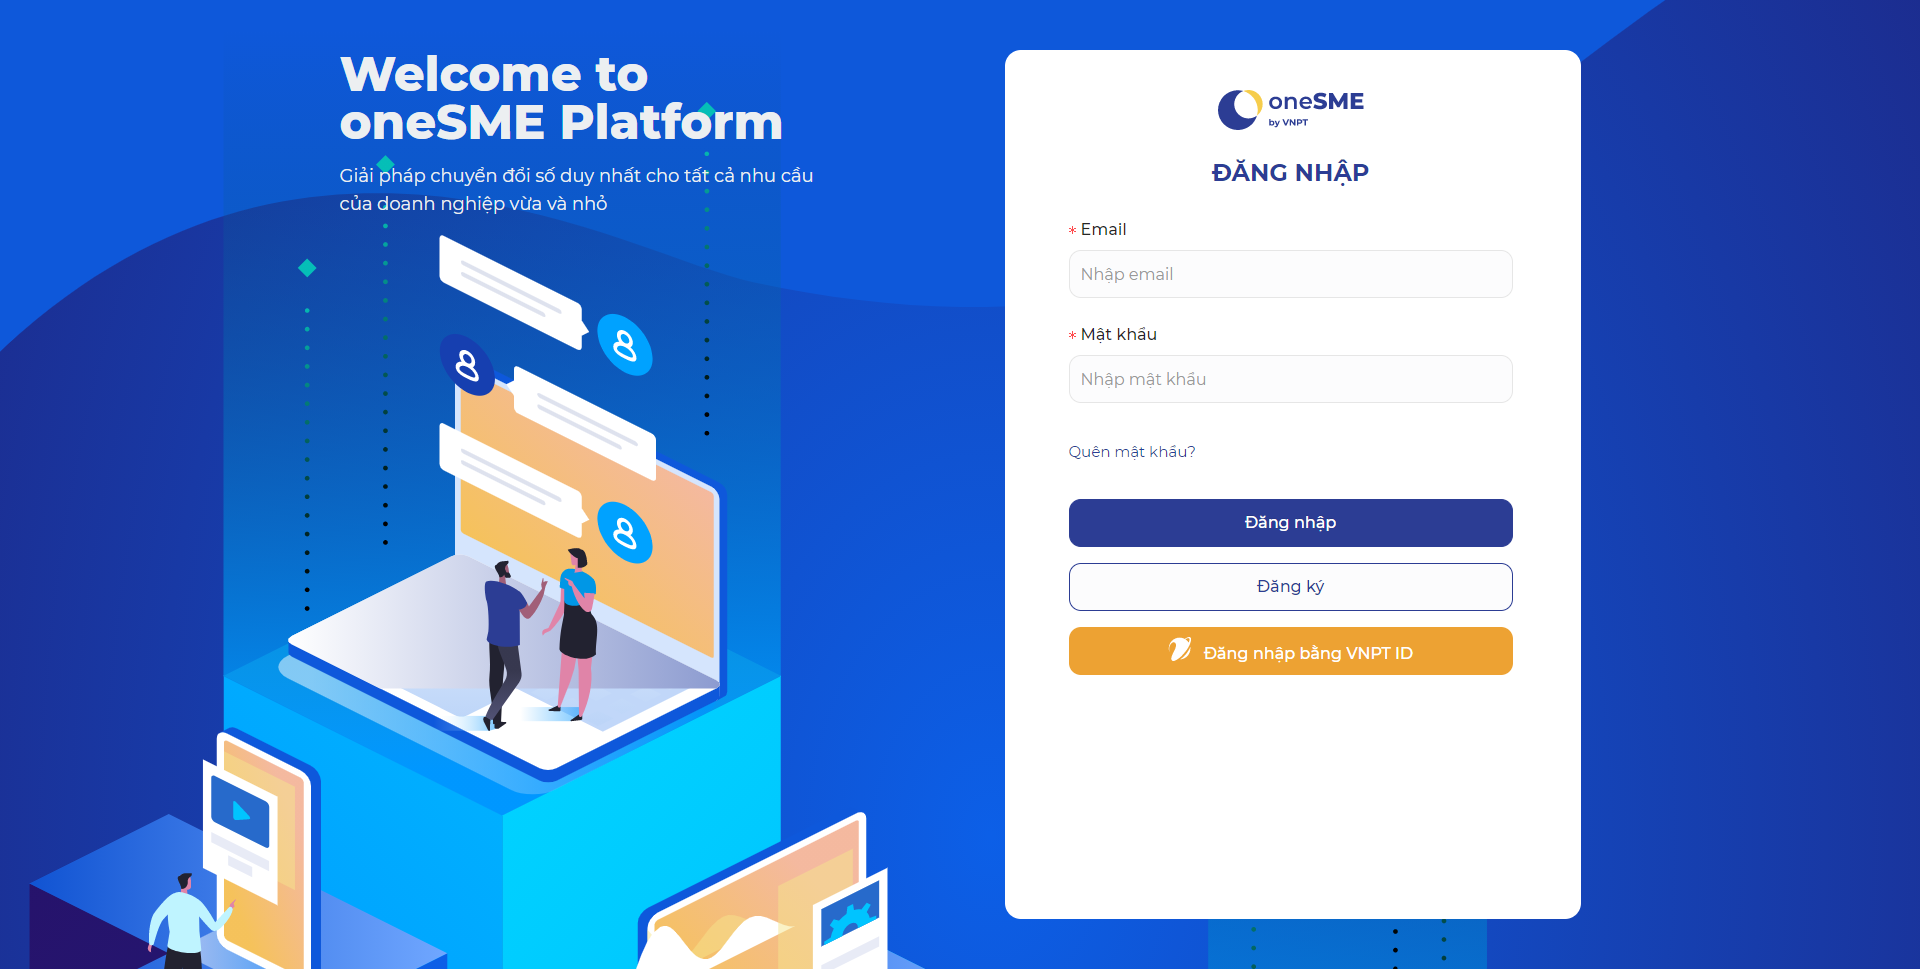 Welcome to
oneSME Platform
Giải pháp chuyển đổi số duy nhất cho tất cả nhu cầu
của doanh nghiệp vừa và nhỏ
oneSME
by VNPT
ĐĂNG NHẬP
* Email
Nhập email
* Mật khẩu
Nhập mật khẩu
Quên mật khẩu?
Đăng nhập
Đăng ký
Đăng nhập bằng VNPT ID